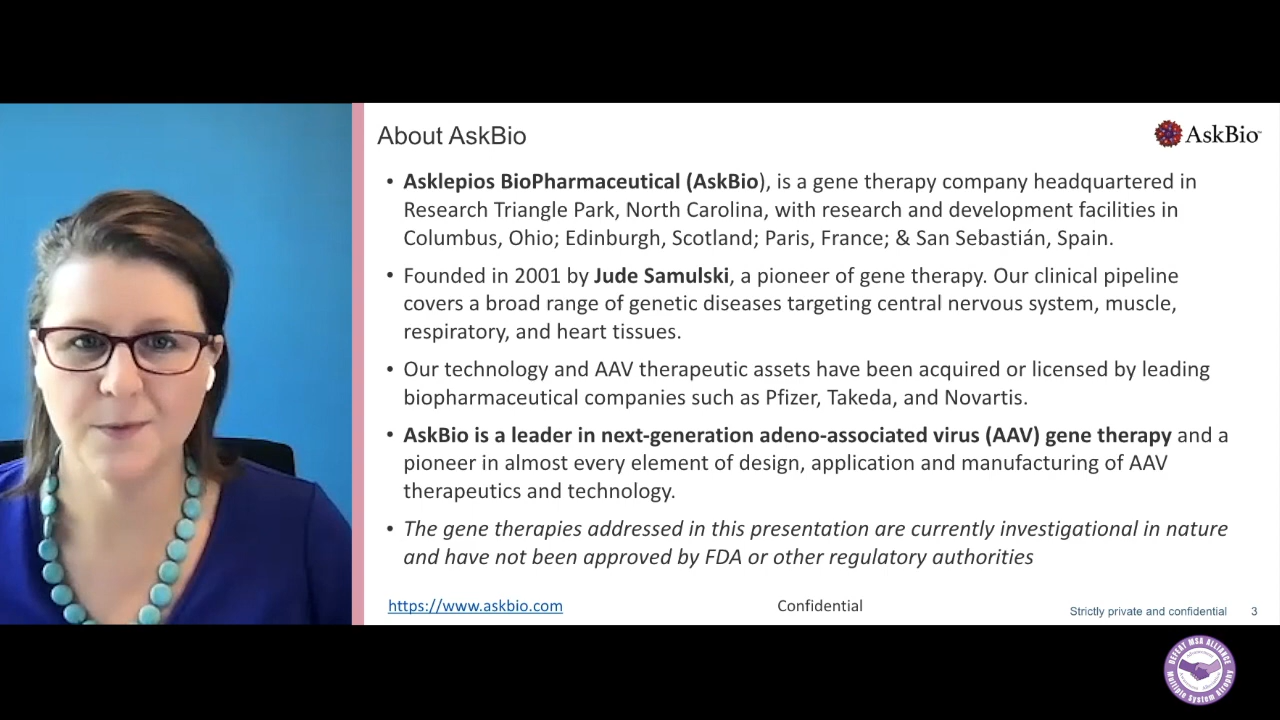 About AskBio
AskBio
• Asklepios BioPharmaceutical (AskBio), is a gene therapy company headquartered in
Research Triangle Park, North Carolina, with research and development facilities in
Columbus, Ohio; Edinburgh, Scotland; Paris, France; & San Sebastián, Spain.
• Founded in 2001 by Jude Samulski, a pioneer of gene therapy. Our clinical pipeline
covers a broad range of genetic diseases targeting central nervous system, muscle,
respiratory, and heart tissues.
• Our technology and AAV therapeutic assets have been acquired or licensed by leading
biopharmaceutical companies such as Pfizer, Takeda, and Novartis.
• AskBio is a leader in next-generation adeno-associated virus (AAV) gene therapy and a
pioneer in almost every element of design, application and manufacturing of AAV
therapeutics and technology.
• The gene therapies addressed in this presentation are currently investigational in nature
and have not been approved by FDA or other regulatory authorities
https://www.askbio.com
Confidential
Strictly private and confidential 3
DEFEAT MSA ALLIANCE
Multiple System Atrophy